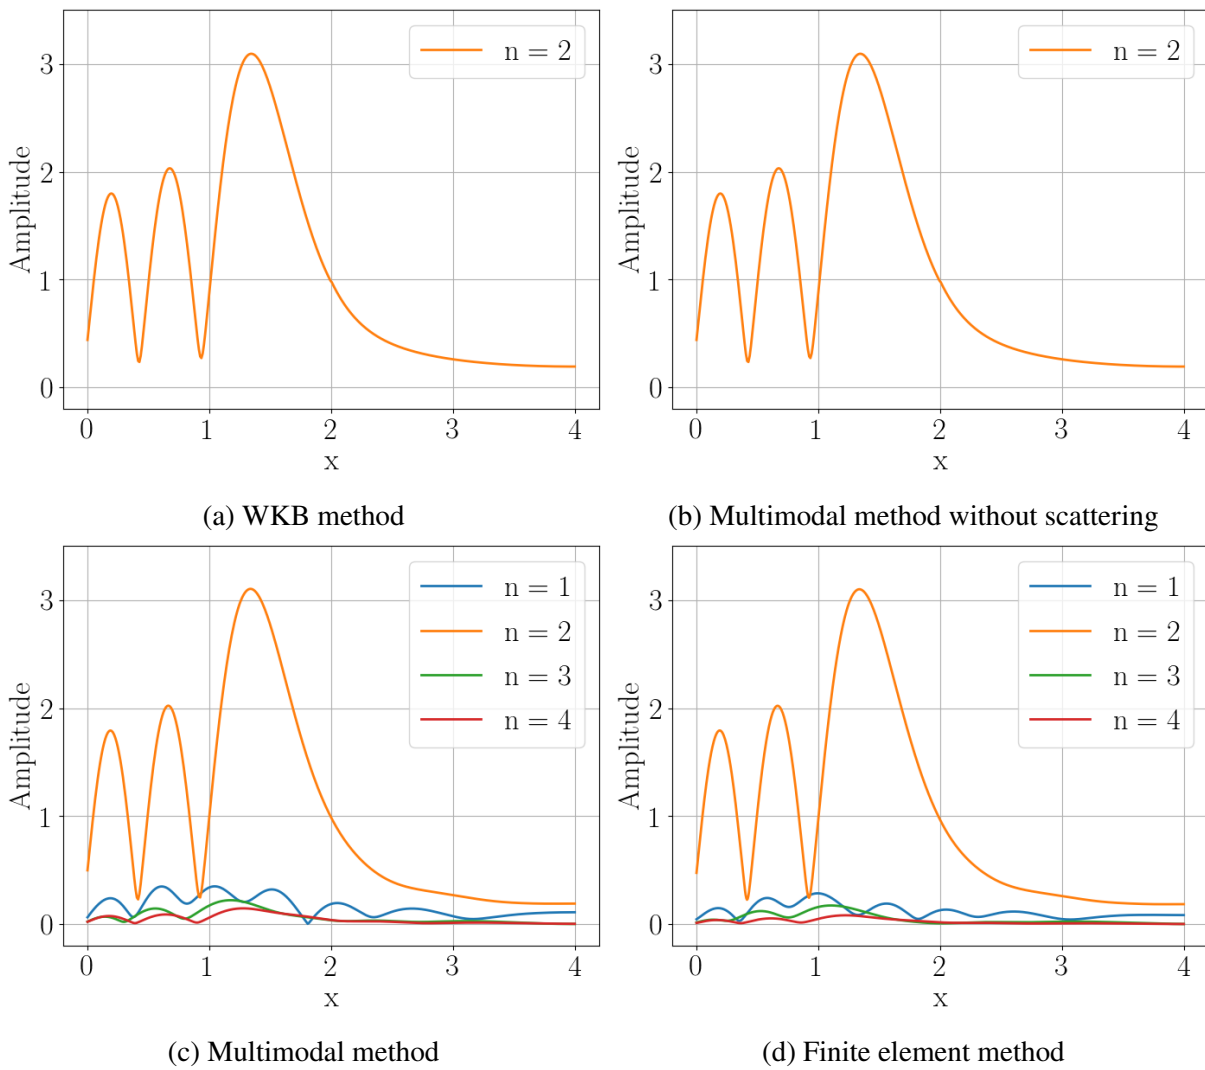 n = 2
3
2
1
0
Amplitude
0 1 2 3 4
x
(a) WKB method
n = 2
3
2
1
0
Amplitude
0 1 2 3 4
x
(b) Multimodal method without scattering
n = 1
n = 2
n = 3
n = 4
3
2
1
0
Amplitude
0 1 2 3 4
x
(c) Multimodal method
n = 1
n = 2
n = 3
n = 4
3
2
1
0
Amplitude
0 1 2 3 4
x
(d) Finite element method